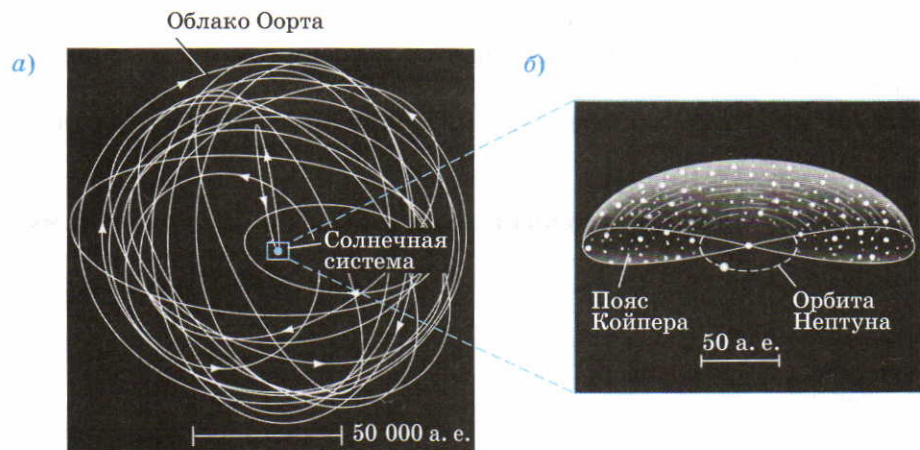 Облако Оорта
а)
б)
Солнечная
система
50 000 а. е.
Пояс
Койпера
Орбита
Нептуна
50 а. е.